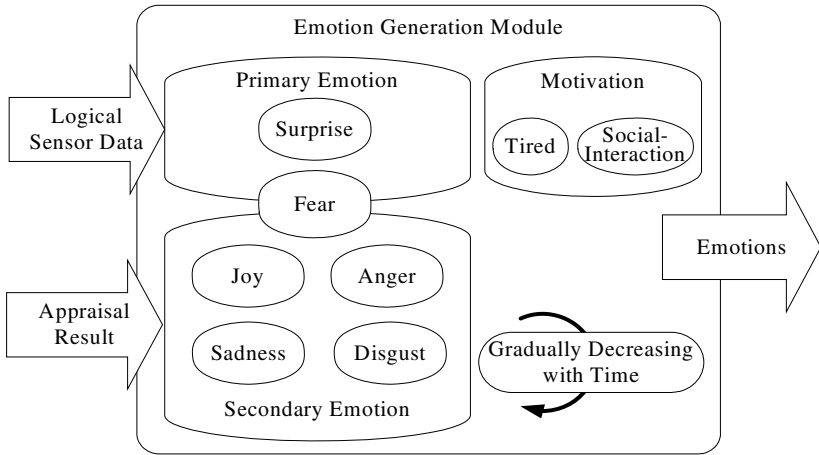 Emotion Generation Module
Logical
Sensor Data
Primary Emotion
Surprise
Motivation
Tired
Social-
Interaction
Fear
Emotions
Appraisal
Result
Joy
Anger
Sadness
Disgust
Secondary Emotion
Gradually Decreasing
with Time